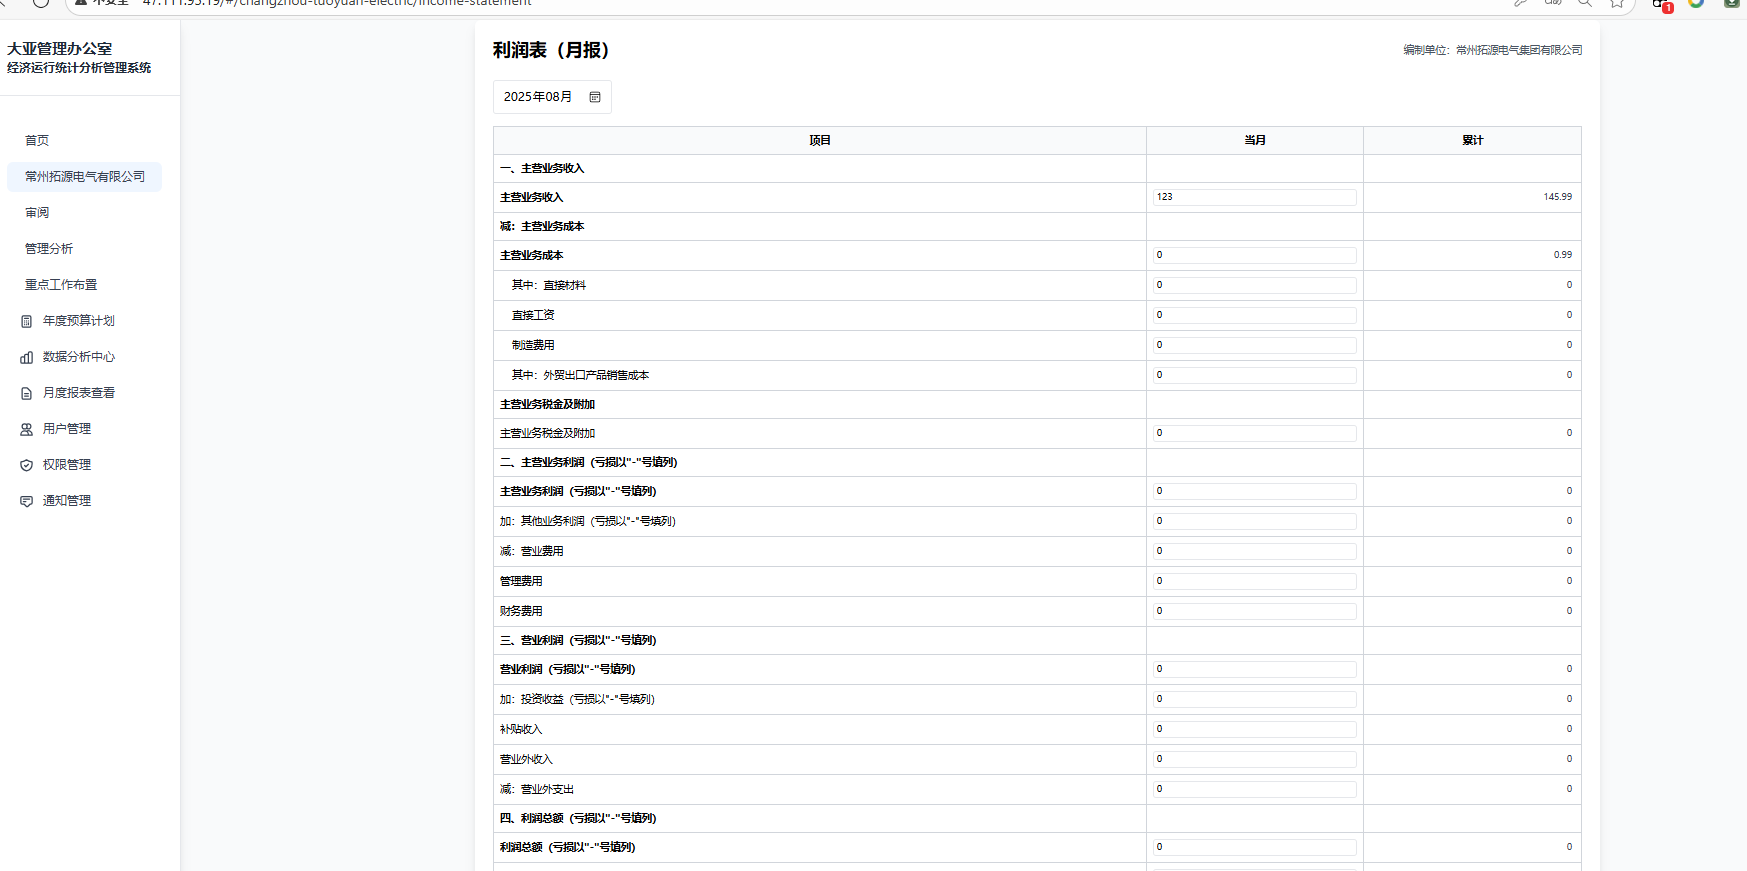 不安全 47.111.95.19/#/changzhou-tuoyuan-electric/income-statement
1
大亚管理办公室
经济运行统计分析管理系统
首页
常州拓源电气有限公司
审阅
管理分析
重点工作布置
年度预算计划
数据分析中心
月度报表查看
用户管理
权限管理
通知管理
利润表（月报）
编制单位：常州拓源电气集团有限公司
2025年08月
项目 当月 累计
一、主营业务收入
主营业务收入 123 145.99
减：主营业务成本
主营业务成本 0 0.99
其中：直接材料 0 0
直接工资 0 0
制造费用 0 0
其中：外贸出口产品销售成本 0 0
主营业务税金及附加
主营业务税金及附加 0 0
二、主营业务利润（亏损以"-"号填列）
主营业务利润（亏损以"-"号填列） 0 0
加：其他业务利润（亏损以"-"号填列） 0 0
减：营业费用 0 0
管理费用 0 0
财务费用 0 0
三、营业利润（亏损以"-"号填列）
营业利润（亏损以"-"号填列） 0 0
加：投资收益（亏损以"-"号填列） 0 0
补贴收入 0 0
营业外收入 0 0
减：营业外支出 0 0
四、利润总额（亏损以"-"号填列）
利润总额（亏损以"-"号填列） 0 0